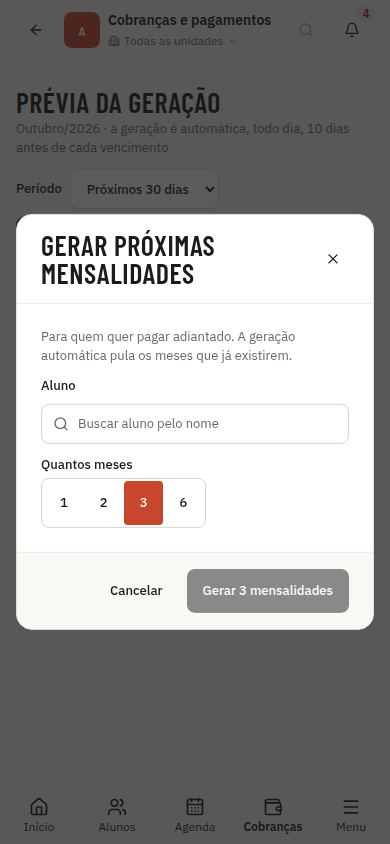 A
Cobranças e pagamentos
Todas as unidades
4
PRÉVIA DA GERAÇÃO
Outubro/2026 · a geração é automática, todo dia, 10 dias
antes de cada vencimento
Período
Próximos 30 dias
GERAR PRÓXIMAS
MENSALIDADES
Para quem quer pagar adiantado. A geração
automática pula os meses que já existirem.
Aluno
Buscar aluno pelo nome
Quantos meses
1 2 3 6
Cancelar
Gerar 3 mensalidades
Início Alunos Agenda Cobranças Menu